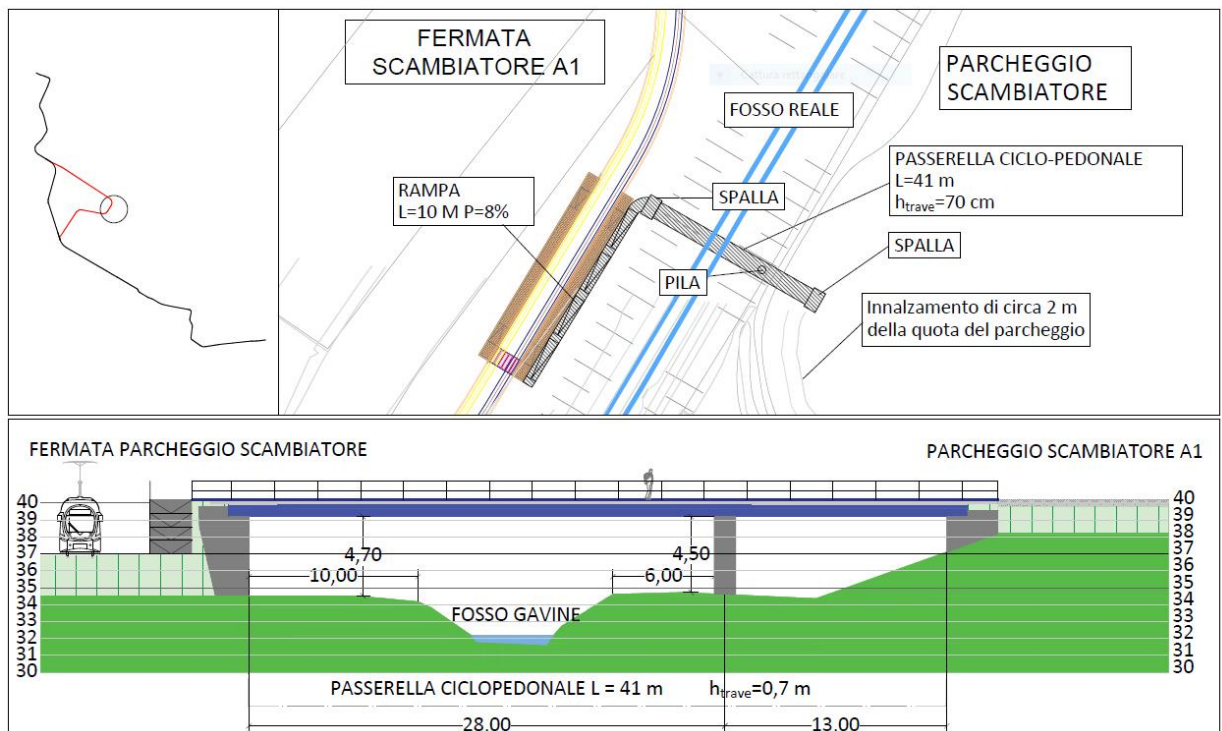 FERMATA
SCAMBIATORE A1
PARCHEGGIO
SCAMBIATORE
FOSSO REALE
PASSERELLA CICLO-PEDONALE
L=41 m
htrave=70 cm
RAMPA
L=10 M P=8%
SPALLA
SPALLA
PILA
Innalzamento di circa 2 m
della quota del parcheggio
FERMATA PARCHEGGIO SCAMBIATORE
PARCHEGGIO SCAMBIATORE A1
40
39
38
37
36
35
34
33
32
31
30
4,70
10,00
4,50
6,00
FOSSO GAVINE
40
39
38
37
36
35
34
33
32
31
30
PASSERELLA CICLOPEDONALE L = 41 m htrave=0,7 m
28.00
13.00